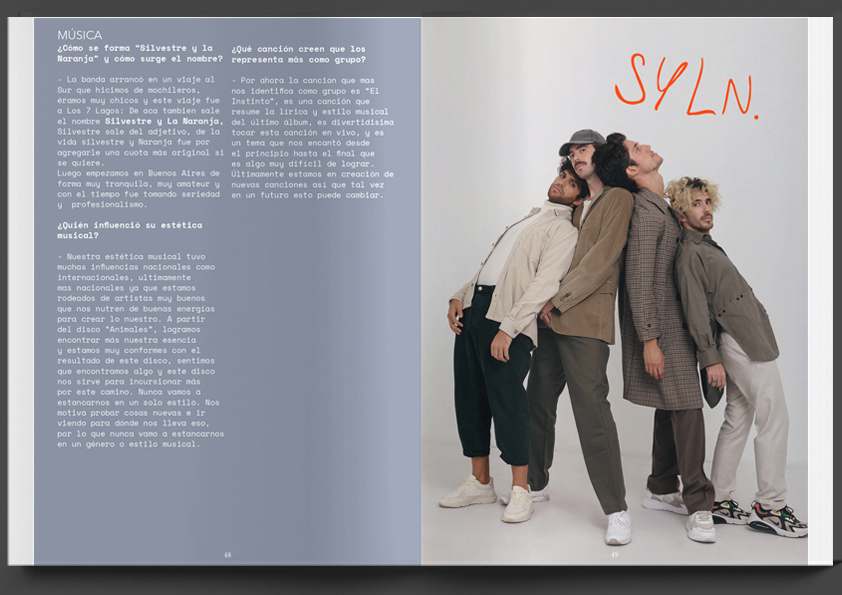 MÚSICA
¿Cómo se forma "Silvestre y la
Naranja" y cómo surge el nombre?
- La banda arrancó en un viaje al
Sur que hicimos de mochileros,
éramos muy chicos y este viaje fue
a Los 7 Lagos: De aca tambien sale
el nombre Silvestre y La Naranja,
Silvestre sale del adjetivo, de la
vida silvestre y Naranja fue por
agregarle una cuota más original si
se quiere.
Luego empezamos en Buenos Aires de
forma muy tranquila, muy amateur y
con el tiempo fue tomando seriedad
y profesionalismo.
¿Quién influenció su estética
musical?
- Nuestra estética musical tuvo
muchas influencias nacionales como
internacionales, ultimamente
mas nacionales ya que estamos
rodeados de artistas muy buenos
que nos nutren de buenas energías
para crear lo nuestro. A partir
del disco "Animales", logramos
encontrar más nuestra esencia
y estamos muy conformes con el
resultado de este disco, sentimos
que encontramos algo y este disco
nos sirve para incursionar más
por este camino. Nunca vamos a
estancarnos en un solo estilo. Nos
motiva probar cosas nuevas e ir
viendo para dónde nos lleva eso,
por lo que nunca vamo a estancarnos
en un género o estilo musical.
¿Qué canción creen que los
representa más como grupo?
- Por ahora la cancion que mas
nos identifica como grupo es "El
Instinto", es una canción que
resume la lírica y estilo musical
del último álbum, es divertidísima
tocar esta canción en vivo, y es
un tema que nos encantó desde
el principio hasta el final que
es algo muy difícil de lograr.
Últimamente estamos en creación de
nuevas canciones así que tal vez
en un futuro esto puede cambiar.
48
SYLN.
49